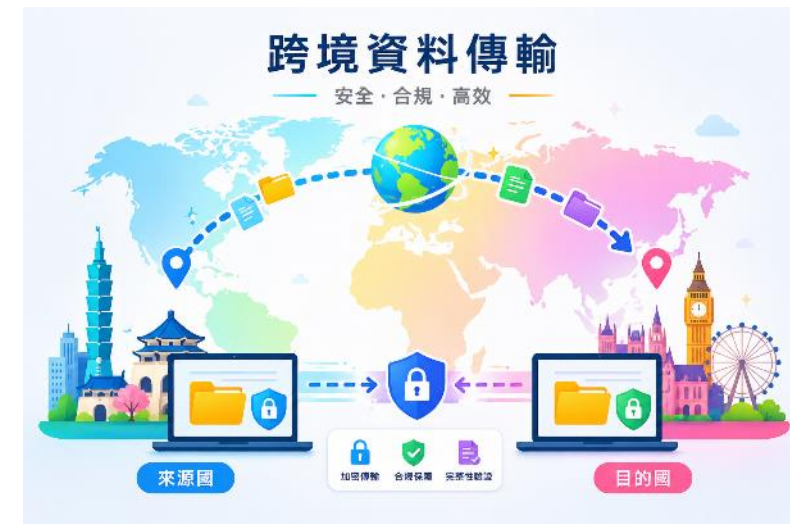 跨境資料傳輸
安全·合規·高效
加密傳輸 合規保障 完整性驗證
來源國
目的國